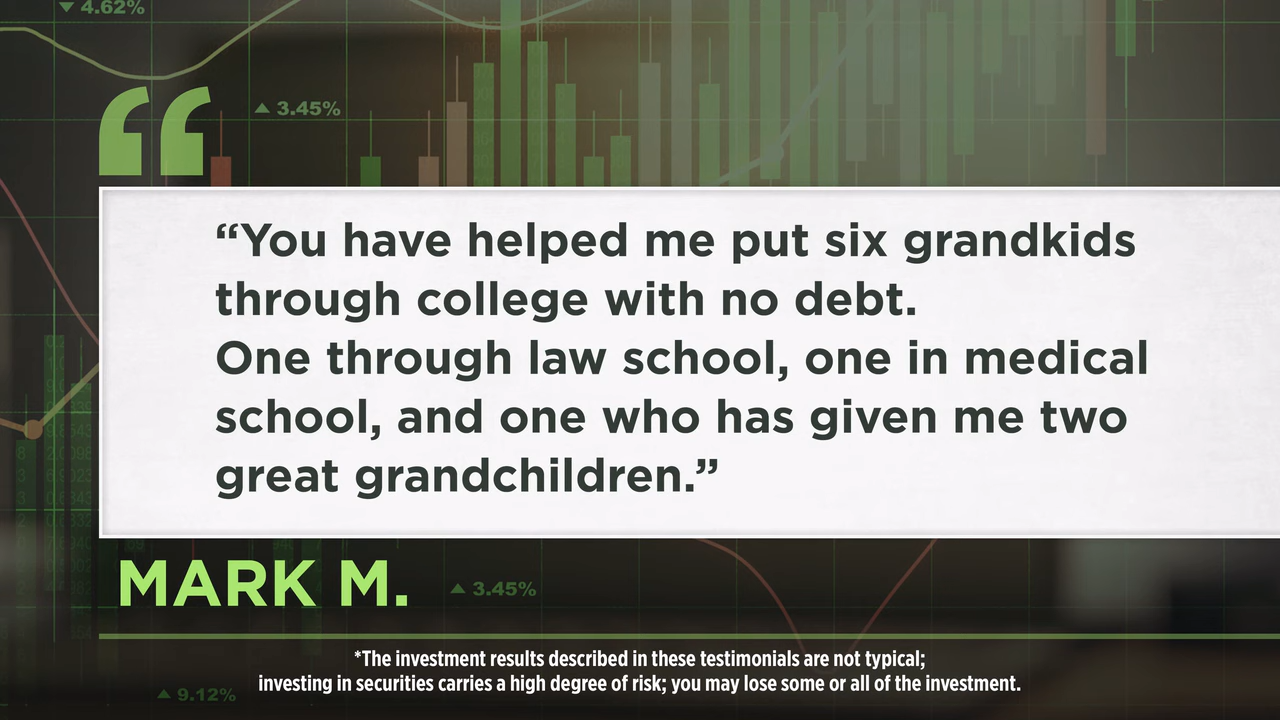 ▼ 4.62%
▲ 3.45%
“You have helped me put six grandkids
through college with no debt.
One through law school, one in medical
school, and one who has given me two
great grandchildren.”
MARK M.
▲ 3.45%
*The investment results described in these testimonials are not typical;
investing in securities carries a high degree of risk; you may lose some or all of the investment.
▲ 9.12%